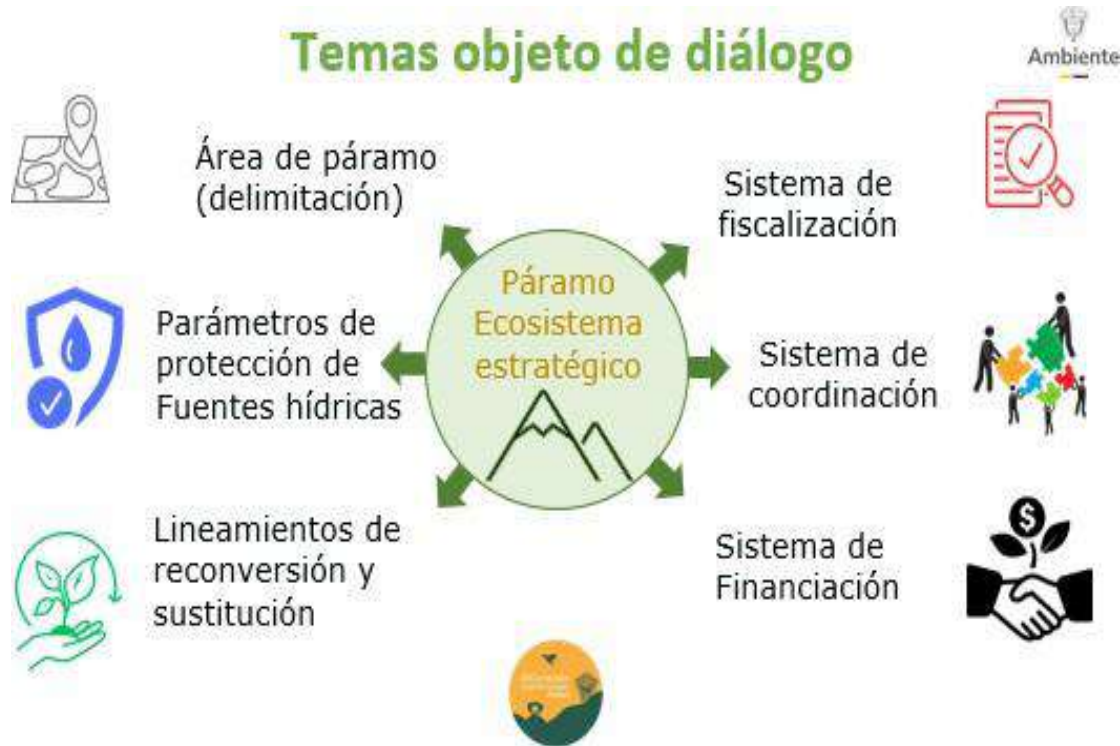 Temas objeto de diálogo
Ambiente
Área de páramo
(delimitación)
Parámetros de
protección de
Fuentes hídricas
Lineamientos de
reconversión y
sustitución
Páramo
Ecosistema
estratégico
Sistema de
fiscalización
Sistema de
coordinación
Sistema de
Financiación
$